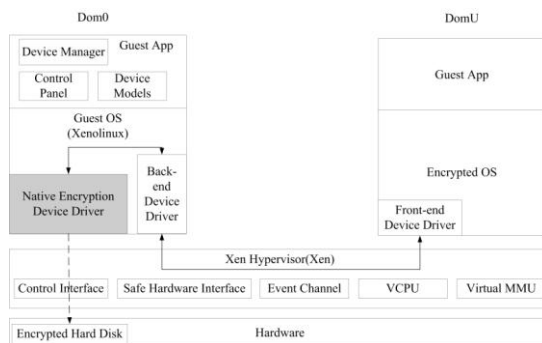 Dom0
DomU
Guest App
Device Manager
Control
Panel
Device
Models
Guest App
Guest OS
(Xenolinux)
Back-
end
Device
Driver
Native Encryption
Device Driver
Encrypted OS
Front-end
Device Driver
Xen Hypervisor(Xen)
Control Interface
Safe Hardware Interface
Event Channel
VCPU
Virtual MMU
Encrypted Hard Disk
Hardware